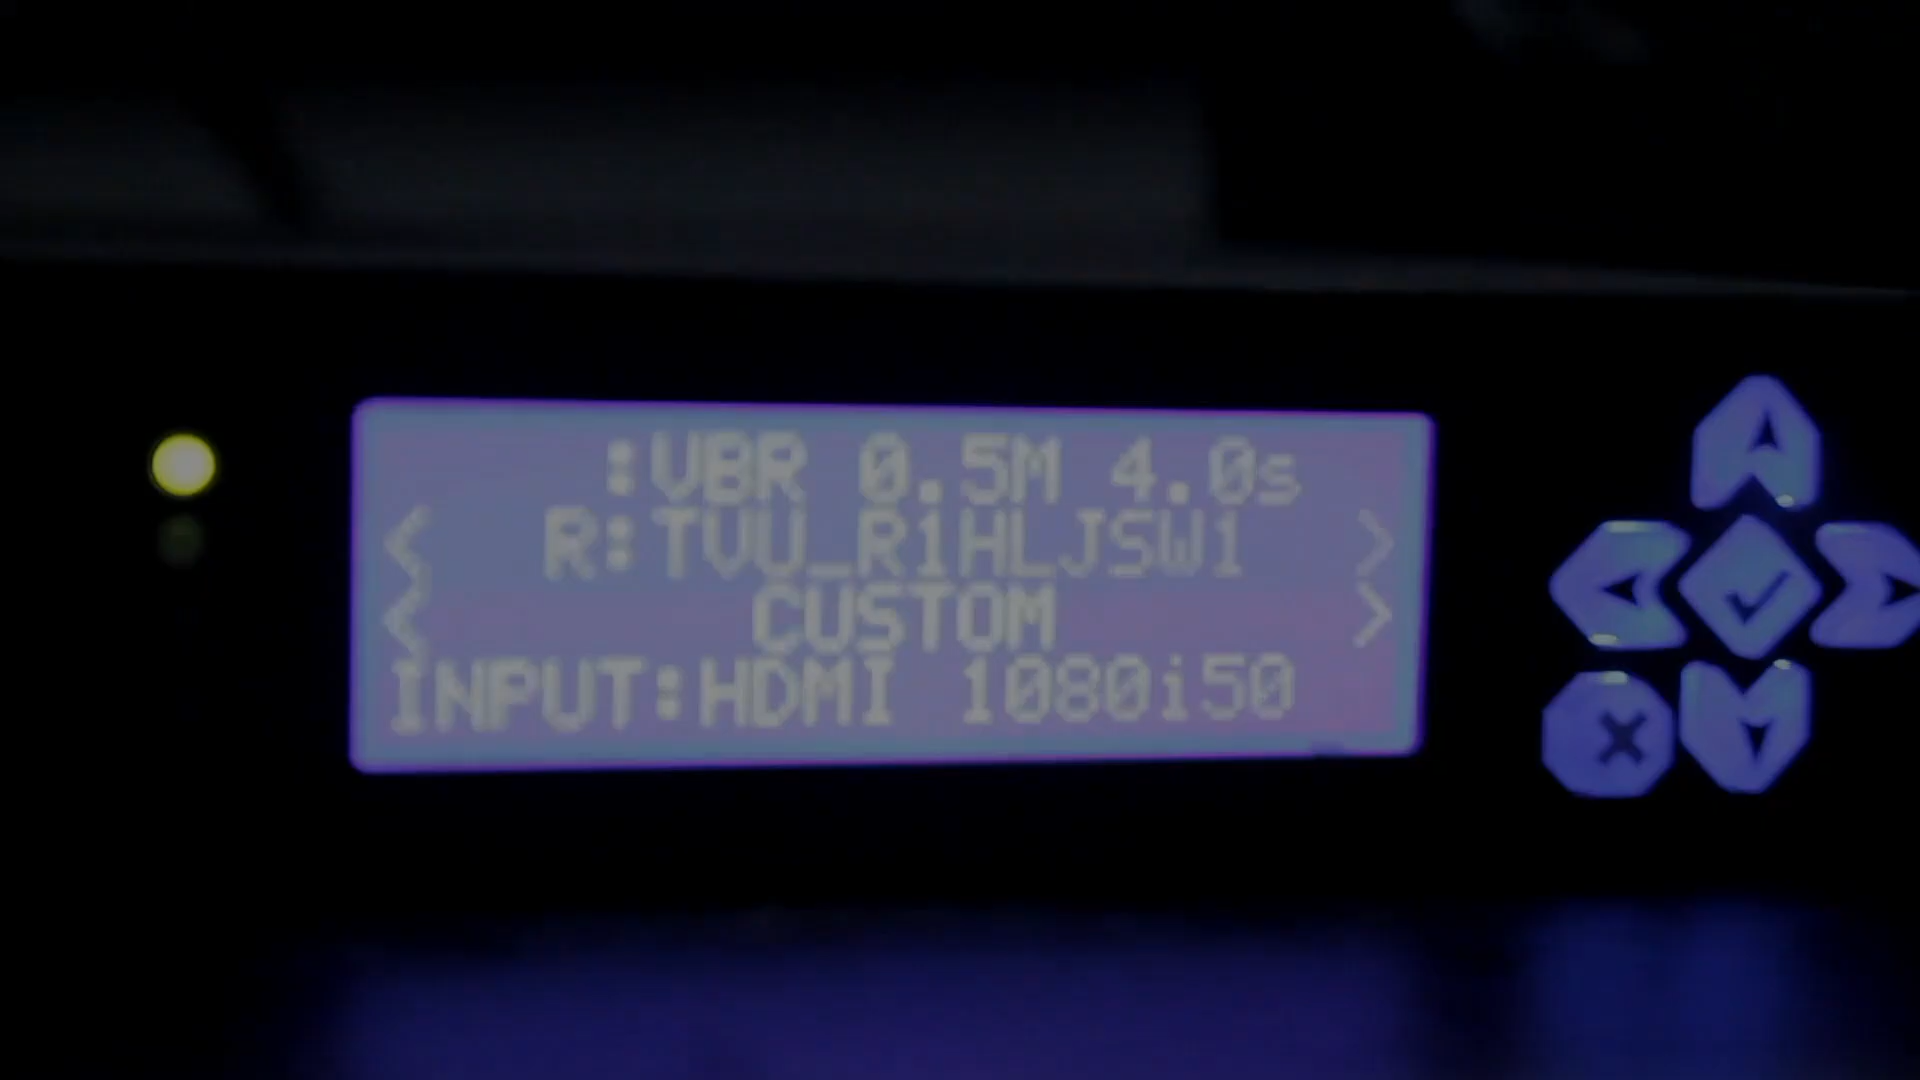 :VBR 0.5M 4.0s
< R:TVU_R1HLJSW1 >
< CUSTOM >
INPUT:HDMI 1080i50